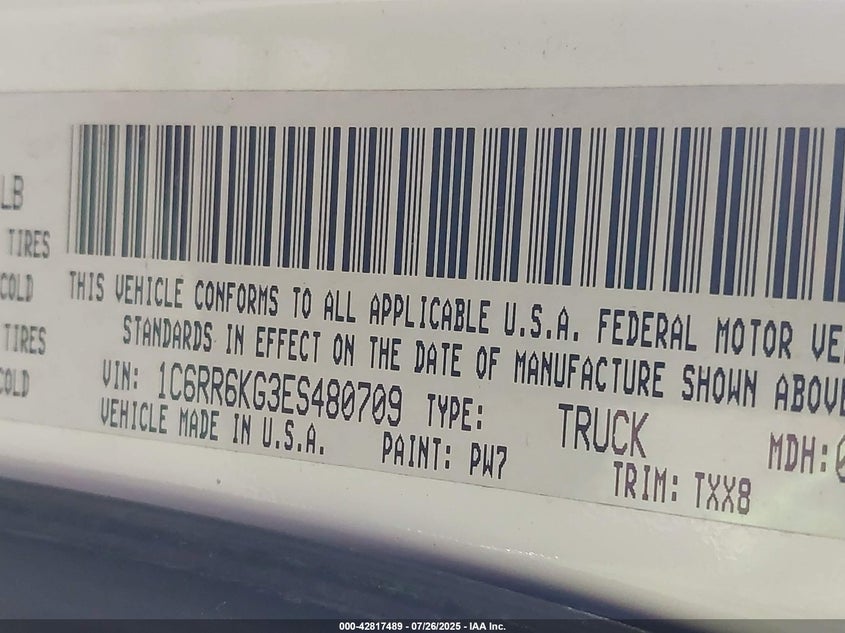 LB
TIRES
COLD
TIRES
COLD
THIS VEHICLE CONFORMS TO ALL APPLICABLE U.S.A. FEDERAL MOTOR VE
STANDARDS IN EFFECT ON THE DATE OF MANUFACTURE SHOWN ABOVE
VIN: 1C6RR6KG3ES480709 TYPE: TRUCK MDH:0
VEHICLE MADE IN U.S.A. PAINT: PW7 TRIM: TXX8
000-42817489 - 07/26/2025 - IAA Inc.